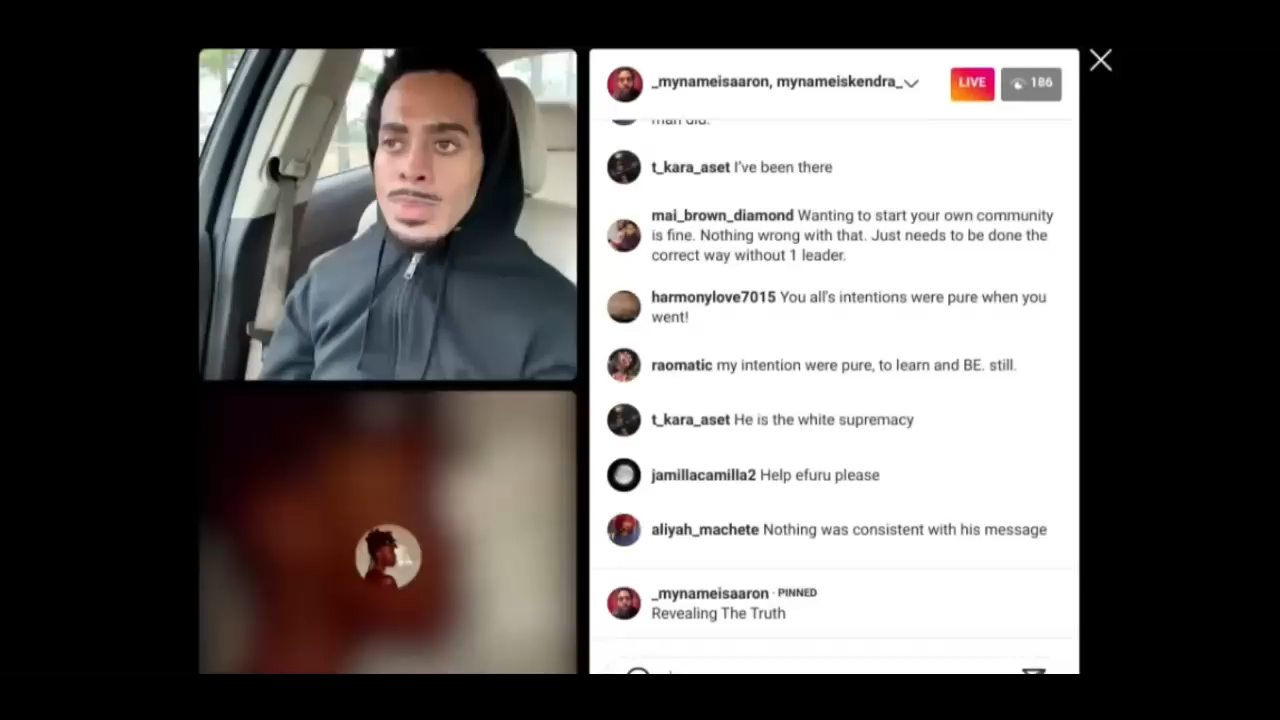 _mynameisaaron, mynameiskendra_
LIVE
186
man did.
t_kara_aset I've been there
mai_brown_diamond Wanting to start your own community
is fine. Nothing wrong with that. Just needs to be done the
correct way without 1 leader.
harmonylove7015 You all's intentions were pure when you
went!
raomatic my intention were pure, to learn and BE. still.
t_kara_aset He is the white supremacy
jamillacamilla2 Help efuru please
aliyah_machete Nothing was consistent with his message
_mynameisaaron · PINNED
Revealing The Truth